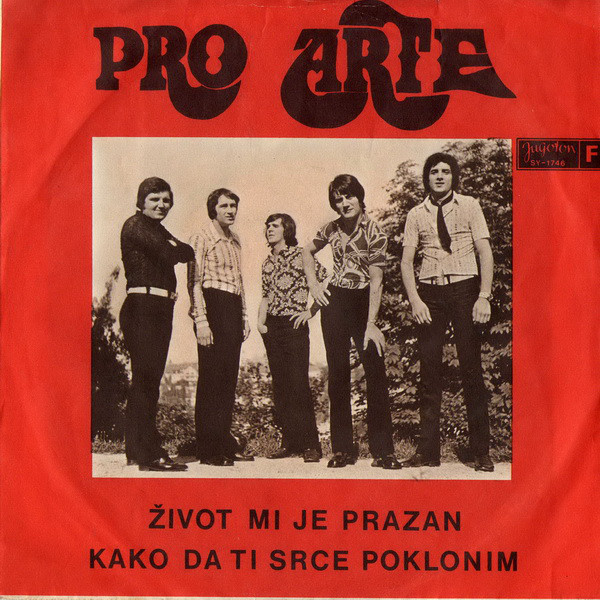 PRO ARTE
Jugoton
SY-1746
F
ŽIVOT MI JE PRAZAN
KAKO DA TI SRCE POKLONIM